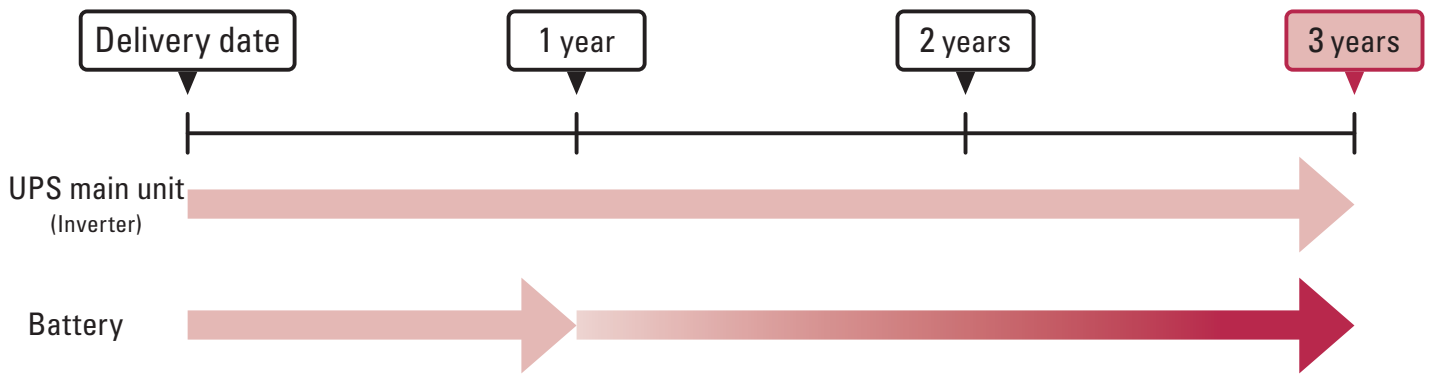 Delivery date
1 year
2 years
3 years
UPS main unit
(Inverter)
Battery